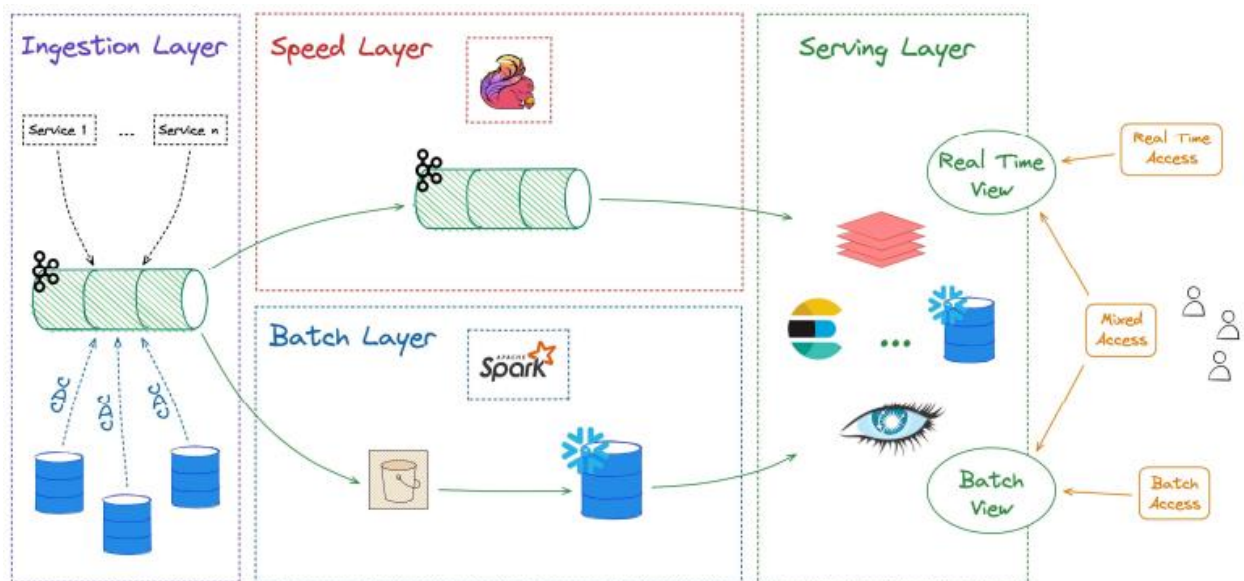 Ingestion Layer
Speed Layer
Serving Layer
Service 1 ... Service n
Real Time
View
Real Time
Access
Batch Layer
APACHE
Spark
Mixed
Access
CDC
CDC
CDC
Batch
View
Batch
Access